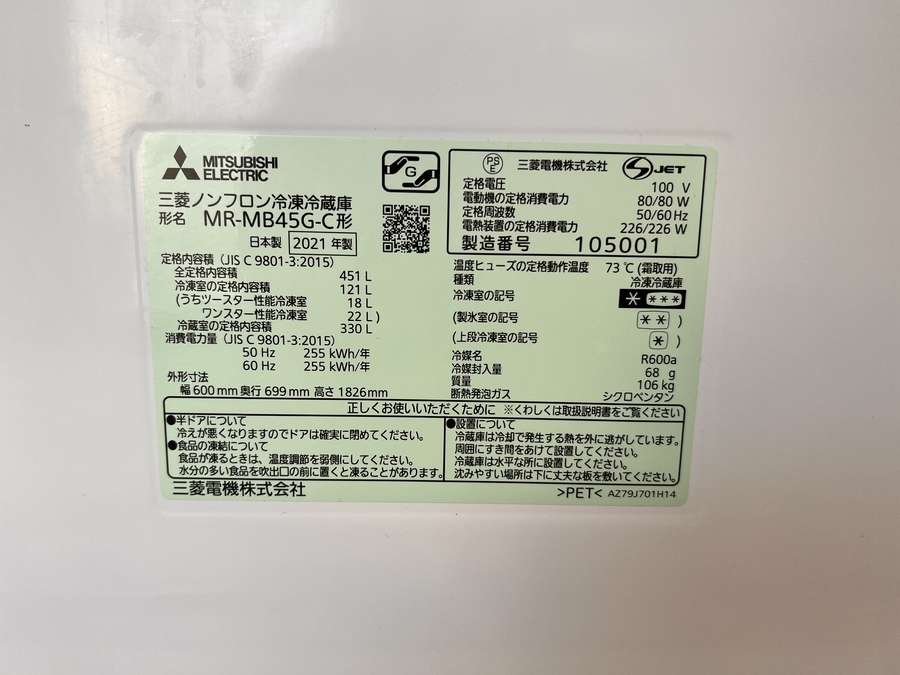 MITSUBISHI
ELECTRIC
G
三菱ノンフロン冷凍冷蔵庫
形名 MR-MB45G-C形
日本製 2021 年製
定格内容積 (JIS C 9801-3:2015)
全定格内容積 451 L
冷凍室の定格内容積 121 L
(うちツースター性能冷凍室 18 L
ワンスター性能冷凍室 22 L )
冷蔵室の定格内容積 330 L
消費電力量 (JIS C 9801-3:2015)
50 Hz 255 kWh/年
60 Hz 255 kWh/年
外形寸法
幅 600 mm 奥行 699 mm 高さ 1826mm
PS
E 三菱電機株式会社 JET
定格電圧 100 V
電動機の定格消費電力 80/80 W
定格周波数 50/60 Hz
電熱装置の定格消費電力 226/226 W
製造番号 105001
温度ヒューズの定格動作温度 73 ℃ (霜取用)
種類 冷凍冷蔵庫
冷凍室の記号 * ***
(製氷室の記号 ** )
(上段冷凍室の記号 * )
冷媒名 R600a
冷媒封入量 68 g
質量 106 kg
断熱発泡ガス シクロペンタン
正しくお使いいただくために ※くわしくは取扱説明書をご覧ください
●半ドアについて
冷えが悪くなりますのでドアは確実に閉めてください。
●食品の凍結について
食品が凍るときは、温度調節を弱側にしてください。
水分の多い食品を吹出口の前に置くと凍ることがあります。
●設置について
冷蔵庫は冷却で発生する熱を外に逃がしています。
周囲にすき間をあけて設置してください。
冷蔵庫は水平な所に設置してください。
沈みやすい場所は下に丈夫な板を敷いてください。
三菱電機株式会社 >PET< AZ79J701H14